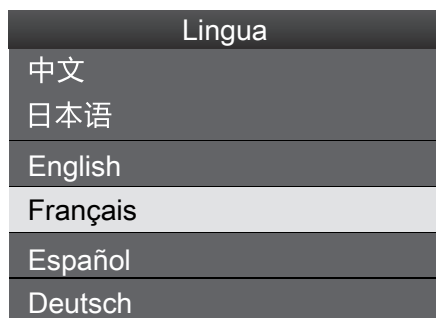 Lingua
中文
日本语
English
Français
Español
Deutsch